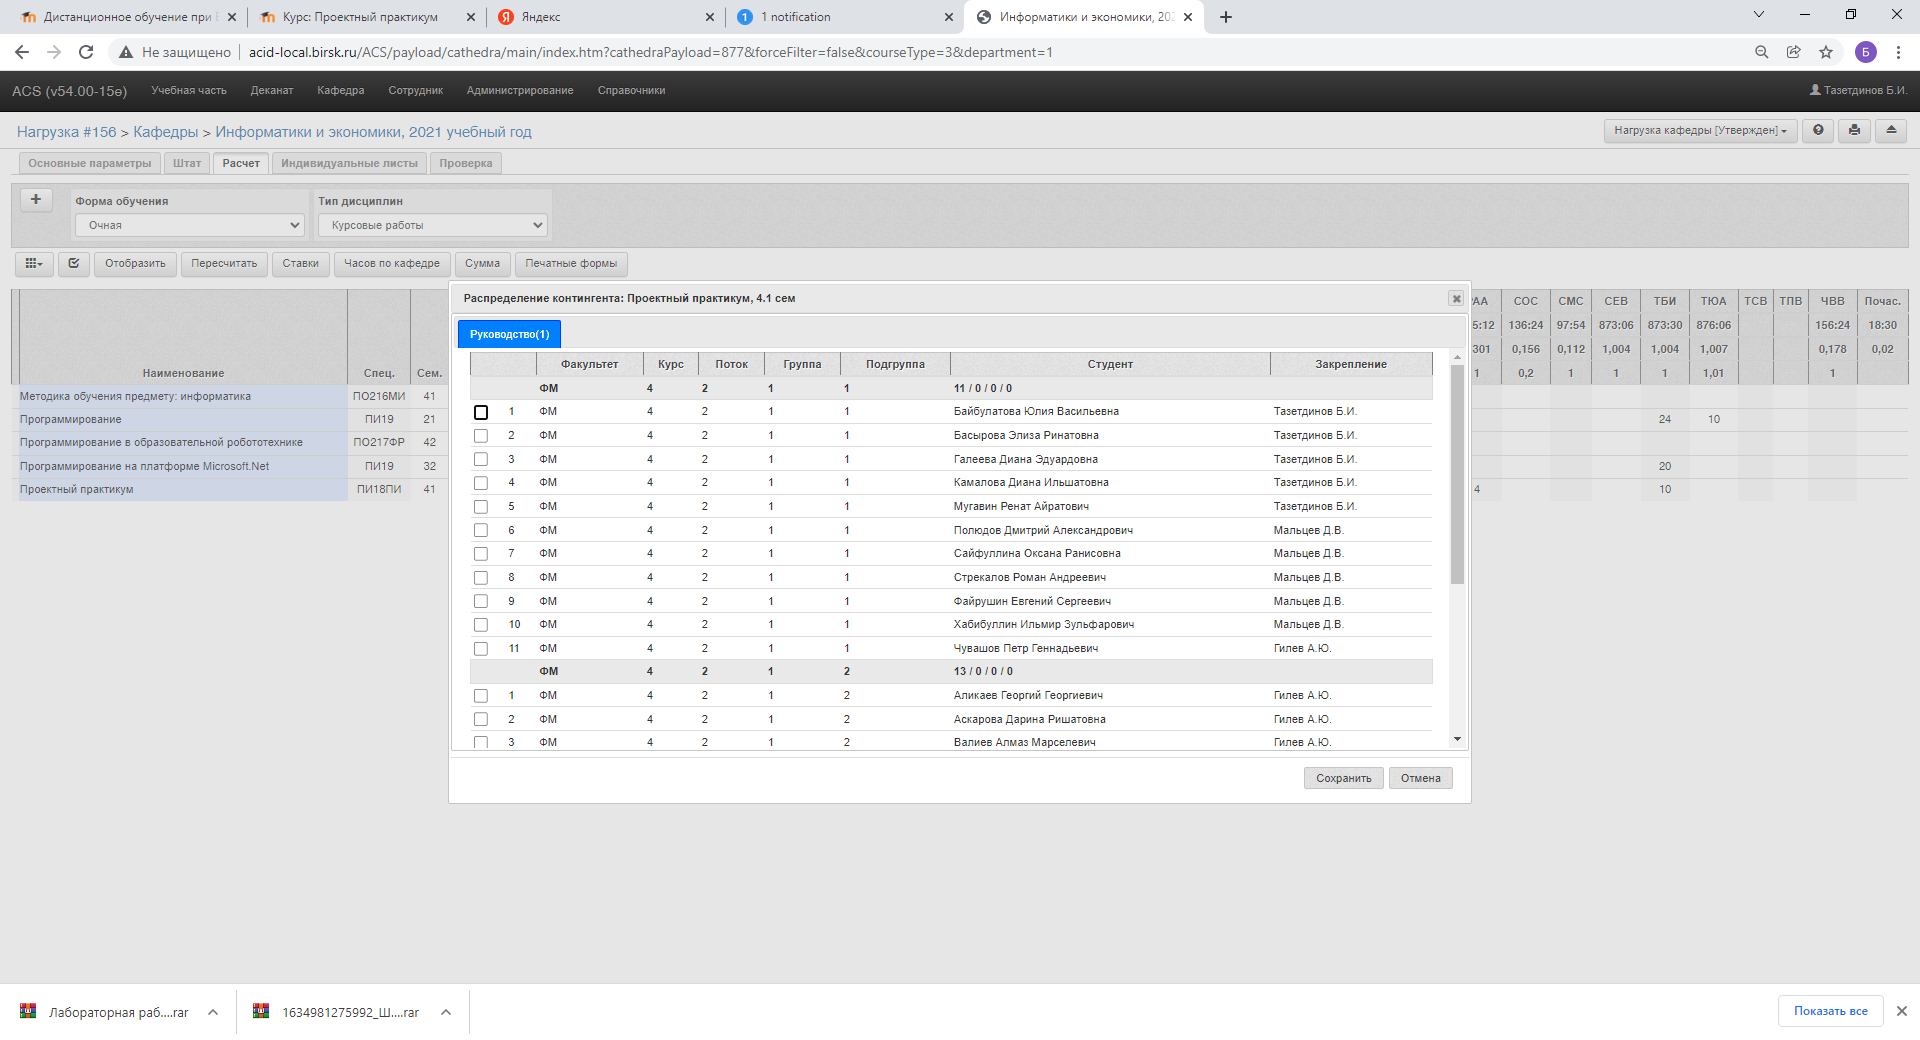 Дистанционное обучение при Б
Курс: Проектный практикум
Яндекс
1 notification
Информатики и экономики, 202
Не защищено
acid-local.birsk.ru/ACS/payload/cathedra/main/index.htm?cathedraPayload=877&forceFilter=false&courseType=3&department=1
Б
ACS (v54.00-15e) Учебная часть Деканат Кафедра Сотрудник Администрирование Справочники Тазетдинов Б.И.
Нагрузка #156 > Кафедры > Информатики и экономики, 2021 учебный год
Нагрузка кафедры [Утвержден]
Основные параметры Штат Расчет Индивидуальные листы Проверка
+ Форма обучения Тип дисциплин
Очная Курсовые работы
Отобразить Пересчитать Ставки Часов по кафедре Сумма Печатные формы
Наименование Спец. Сем.
Методика обучения предмету: информатика ПО216МИ 41
Программирование ПИ19 21
Программирование в образовательной робототехнике ПО217ФР 42
Программирование на платформе Microsoft.Net ПИ19 32
Проектный практикум ПИ18ПИ 41
Распределение контингента: Проектный практикум, 4.1 сем
Руководство(1)
Факультет Курс Поток Группа Подгруппа Студент Закрепление
ФМ 4 2 1 1 11 / 0 / 0 / 0
1 ФМ 4 2 1 1 Байбулатова Юлия Васильевна Тазетдинов Б.И.
2 ФМ 4 2 1 1 Басырова Элиза Ринатовна Тазетдинов Б.И.
3 ФМ 4 2 1 1 Галеева Диана Эдуардовна Тазетдинов Б.И.
4 ФМ 4 2 1 1 Камалова Диана Ильшатовна Тазетдинов Б.И.
5 ФМ 4 2 1 1 Мугавин Ренат Айратович Тазетдинов Б.И.
6 ФМ 4 2 1 1 Полюдов Дмитрий Александрович Мальцев Д.В.
7 ФМ 4 2 1 1 Сайфуллина Оксана Ранисовна Мальцев Д.В.
8 ФМ 4 2 1 1 Стрекалов Роман Андреевич Мальцев Д.В.
9 ФМ 4 2 1 1 Файрушин Евгений Сергеевич Мальцев Д.В.
10 ФМ 4 2 1 1 Хабибуллин Ильмир Зульфарович Мальцев Д.В.
11 ФМ 4 2 1 1 Чувашов Петр Геннадьевич Гилев А.Ю.
ФМ 4 2 1 2 13 / 0 / 0 / 0
1 ФМ 4 2 1 2 Аликаев Георгий Георгиевич Гилев А.Ю.
2 ФМ 4 2 1 2 Аскарова Дарина Ришатовна Гилев А.Ю.
3 ФМ 4 2 1 2 Валиев Алмаз Марселевич Гилев А.Ю.
Сохранить Отмена
АА СОС СМС СЕВ ТБИ ТЮА ТСВ ТПВ ЧВВ Почас.
5:12 136:24 97:54 873:06 873:30 876:06 156:24 18:30
301 0,156 0,112 1,004 1,004 1,007 0,178 0,02
1 0,2 1 1 1 1,01 1
24 10
20
4 10
Лабораторная раб....rar
1634981275992_Ш....rar
Показать все